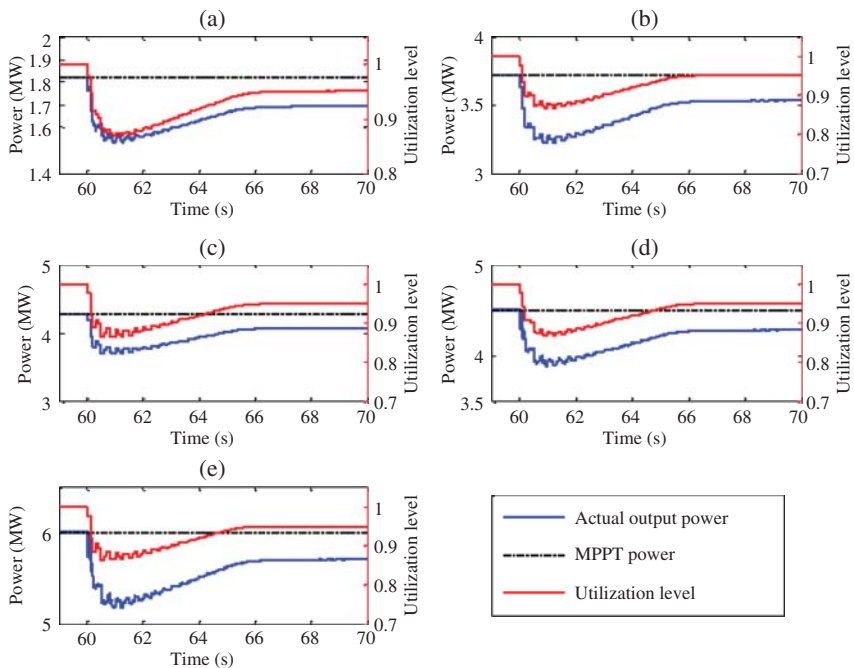 (a)
2
1.9
1.8
1.7
1.6
1.4
Power (MW)
1
0.9
0.8
Utilization level
60 62 64 66 68 70
Time (s)
(b)
4
3.5
3
Power (MW)
1
0.9
0.8
0.7
Utilization level
60 62 64 66 68 70
Time (s)
(c)
5
4
3
Power (MW)
1
0.9
0.8
0.7
Utilization level
60 62 64 66 68 70
Time (s)
(d)
5
4.5
4
3.5
Power (MW)
1
0.9
0.8
0.7
Utilization level
60 62 64 66 68 70
Time (s)
(e)
6
5
Power (MW)
1
0.9
0.8
0.7
Utilization level
60 62 64 66 68 70
Time (s)
Actual output power
MPPT power
Utilization level